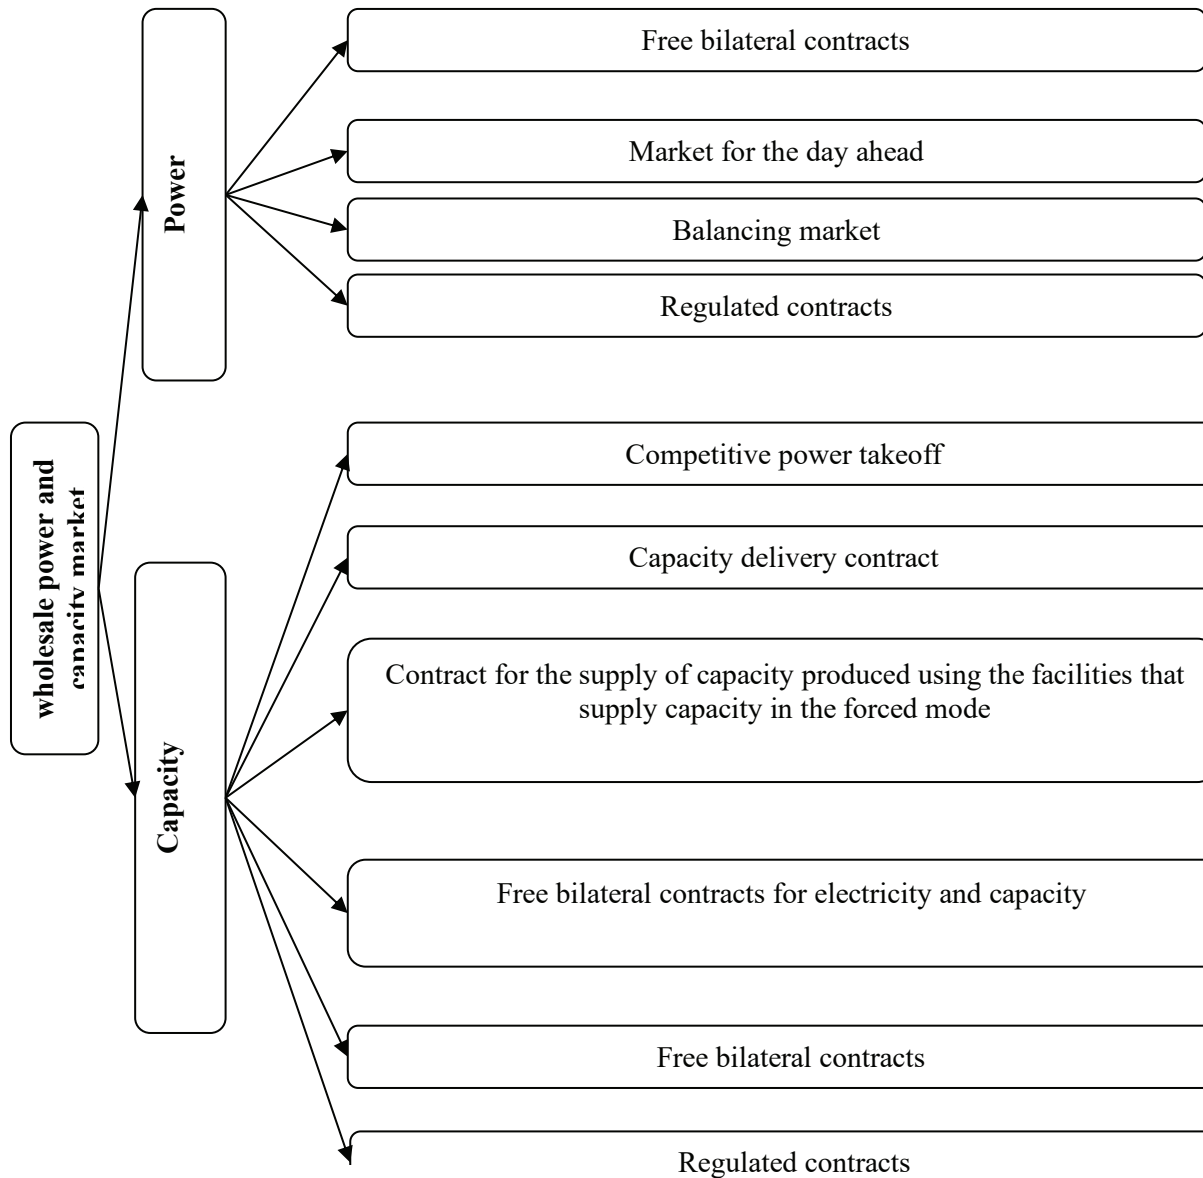 wholesale power and
capacity market
Power
Free bilateral contracts
Market for the day ahead
Balancing market
Regulated contracts
Capacity
Competitive power takeoff
Capacity delivery contract
Contract for the supply of capacity produced using the facilities that
supply capacity in the forced mode
Free bilateral contracts for electricity and capacity
Free bilateral contracts
Regulated contracts